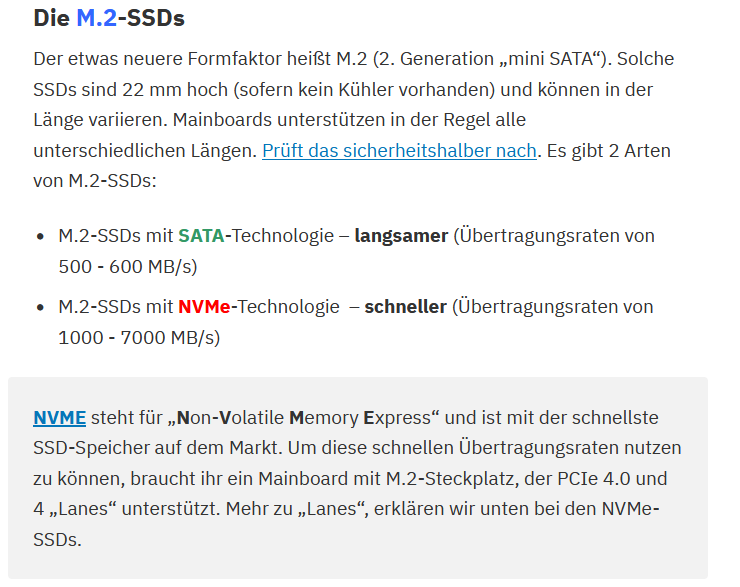 Die M.2-SSDs
Der etwas neuere Formfaktor heißt M.2 (2. Generation „mini SATA“). Solche
SSDs sind 22 mm hoch (sofern kein Kühler vorhanden) und können in der
Länge variieren. Mainboards unterstützen in der Regel alle
unterschiedlichen Längen. Prüft das sicherheitshalber nach. Es gibt 2 Arten
von M.2-SSDs:
• M.2-SSDs mit SATA-Technologie – langsamer (Übertragungsraten von
500 - 600 MB/s)
• M.2-SSDs mit NVMe-Technologie – schneller (Übertragungsraten von
1000 - 7000 MB/s)
NVME steht für „Non-Volatile Memory Express“ und ist mit der schnellste
SSD-Speicher auf dem Markt. Um diese schnellen Übertragungsraten nutzen
zu können, braucht ihr ein Mainboard mit M.2-Steckplatz, der PCIe 4.0 und
4 „Lanes“ unterstützt. Mehr zu „Lanes“, erklären wir unten bei den NVMe-
SSDs.